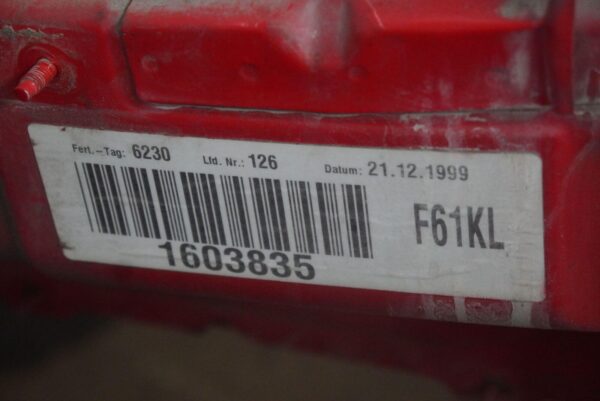 Fert.-Tag: 6230 Lfd. Nr.: 126 Datum: 21.12.1999
F61KL
1603835